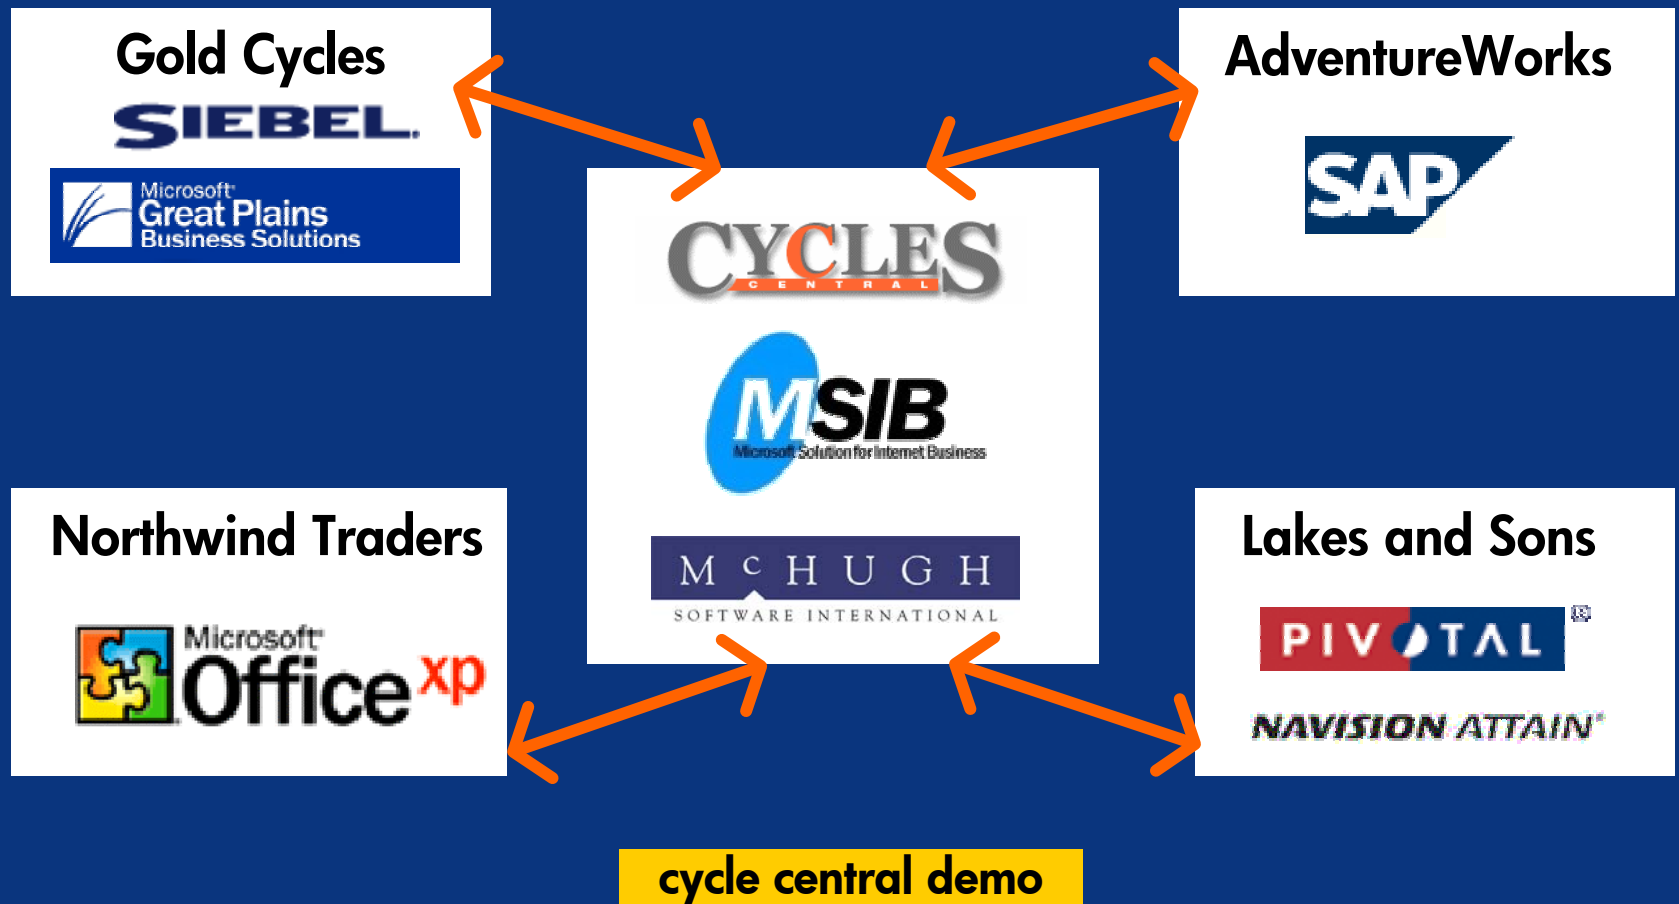 Gold Cycles
SIEBEL.
Microsoft®
Great Plains
Business Solutions
AdventureWorks
SAP
CYCLES
CENTRAL
MSIB
Microsoft Solution for Internet Business
McHUGH
SOFTWARE INTERNATIONAL
Northwind Traders
Microsoft®
Office xp
Lakes and Sons
PIVOTAL ®
NAVISION ATTAIN®
cycle central demo